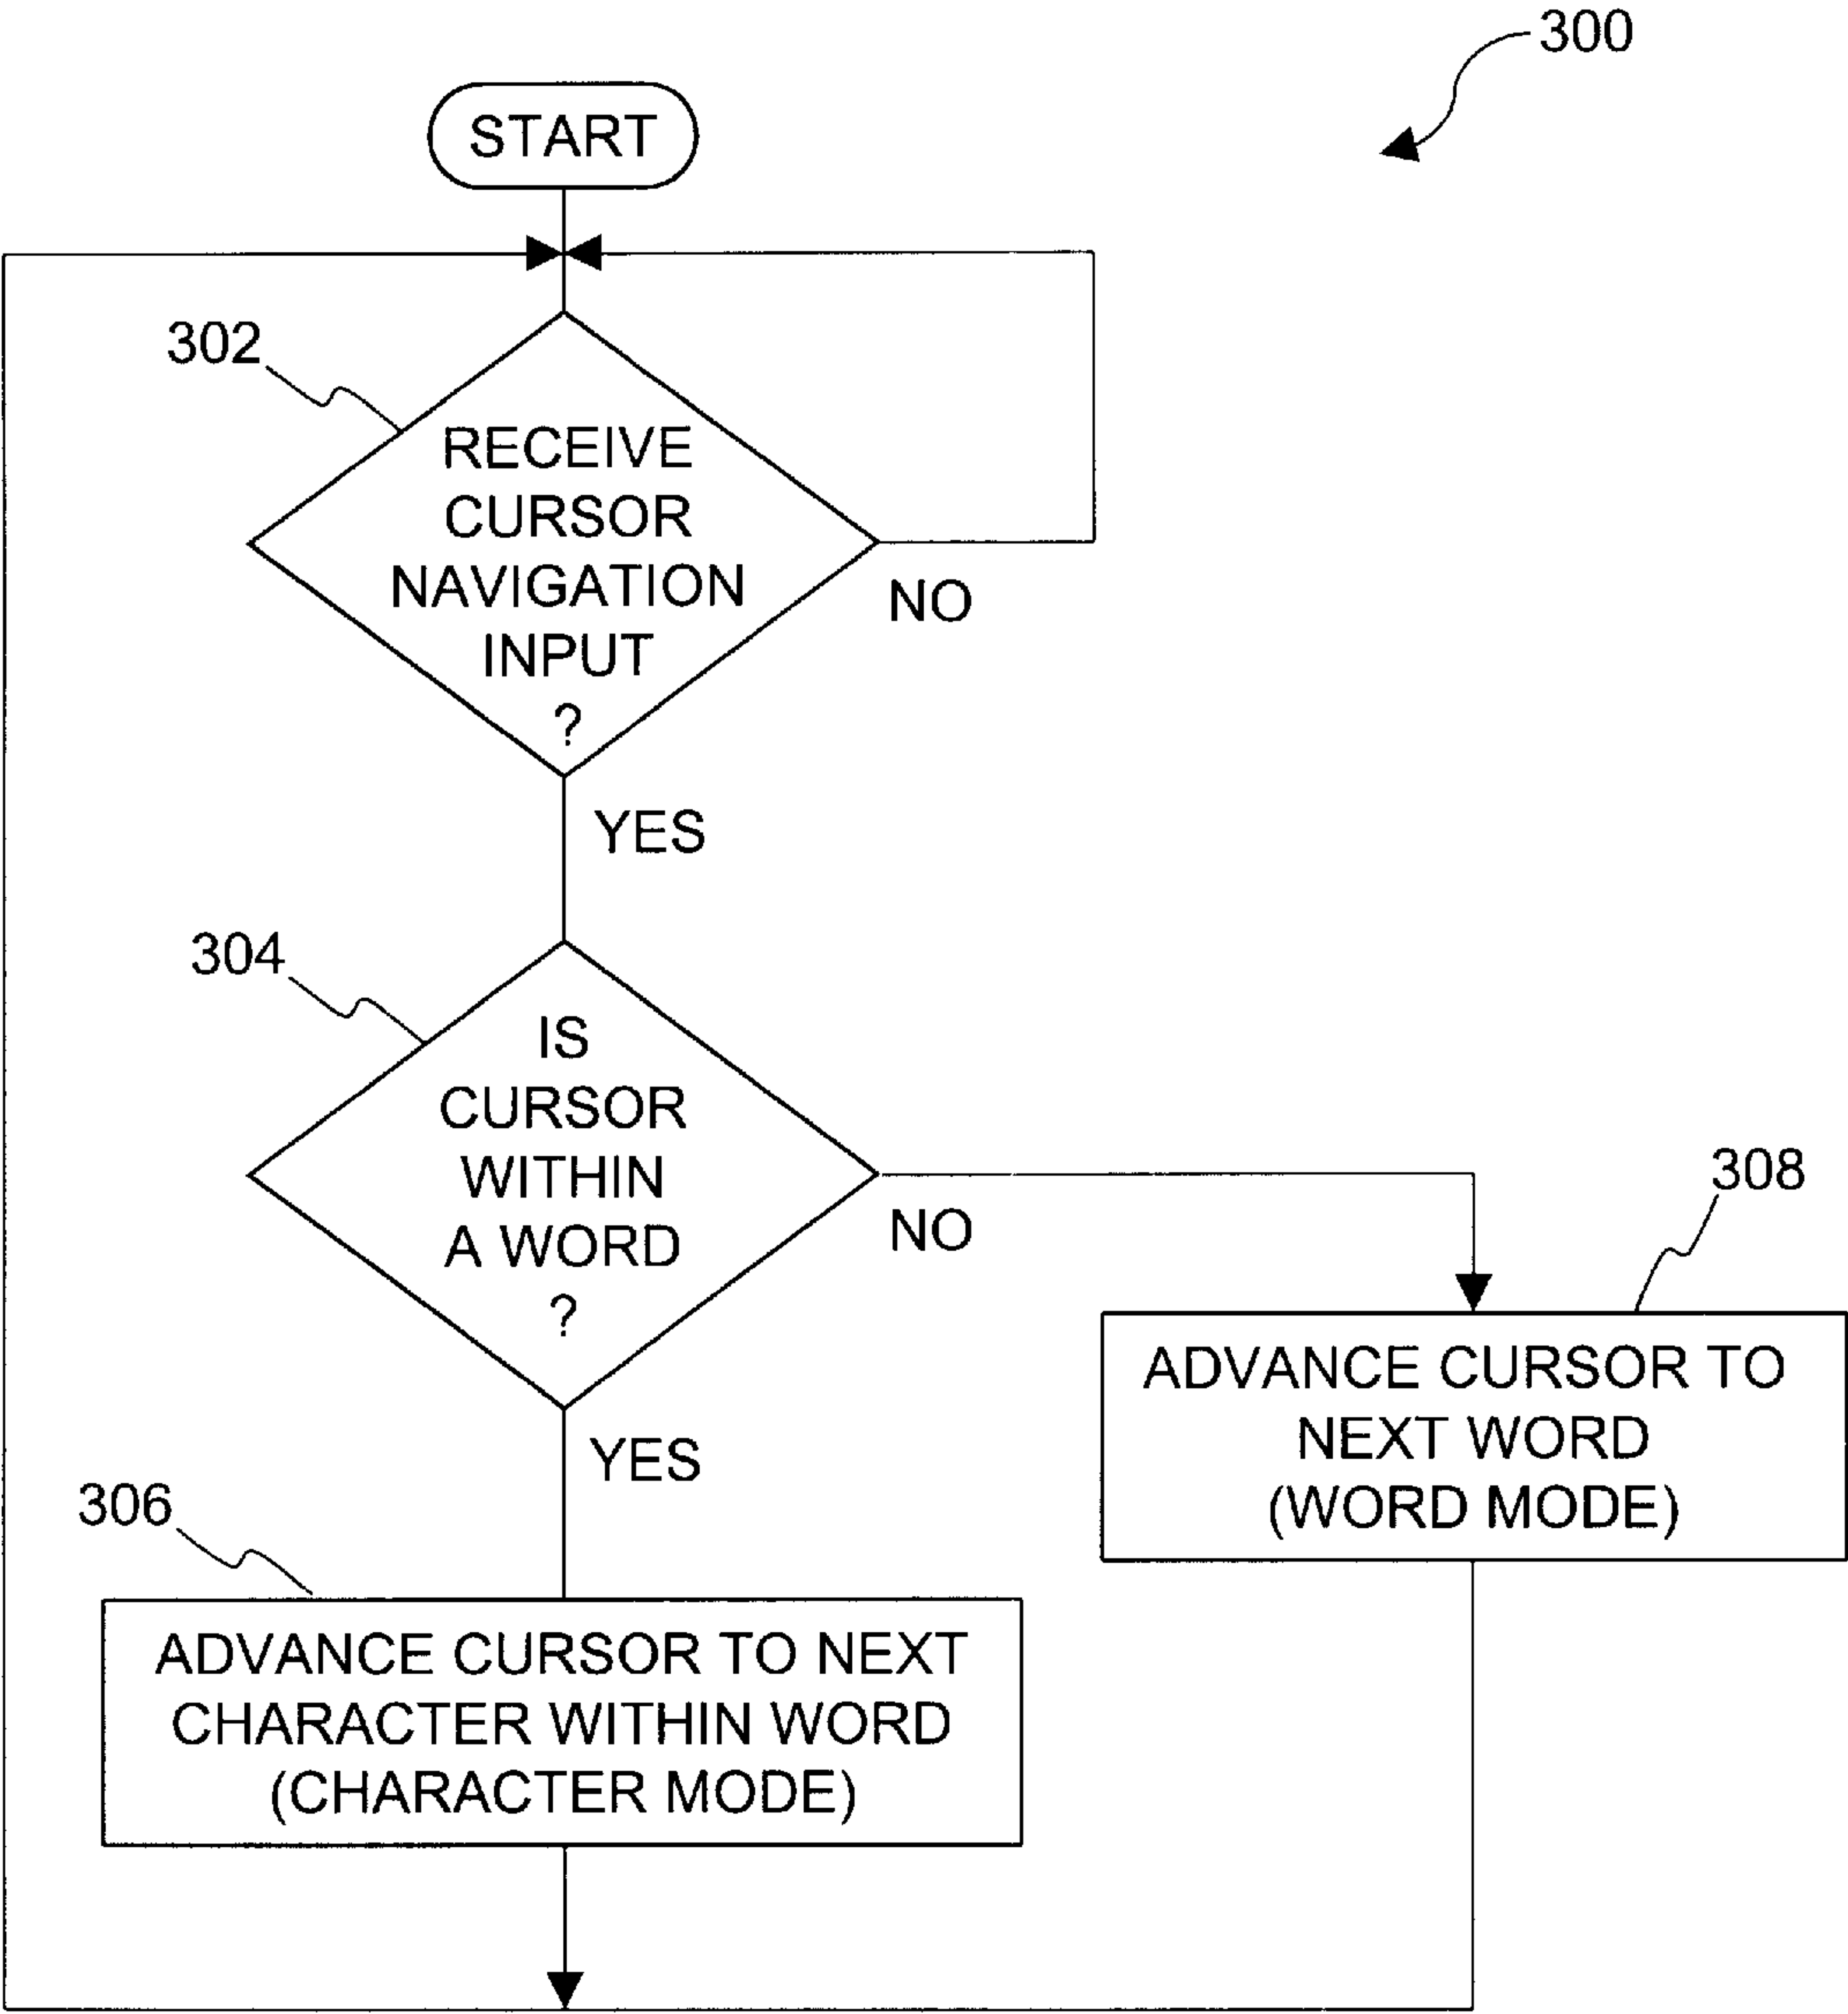 300
START
302
RECEIVE
CURSOR
NAVIGATION
INPUT
?
NO
YES
304
IS
CURSOR
WITHIN
A WORD
?
NO
308
YES
ADVANCE CURSOR TO
NEXT WORD
(WORD MODE)
306
ADVANCE CURSOR TO NEXT
CHARACTER WITHIN WORD
(CHARACTER MODE)